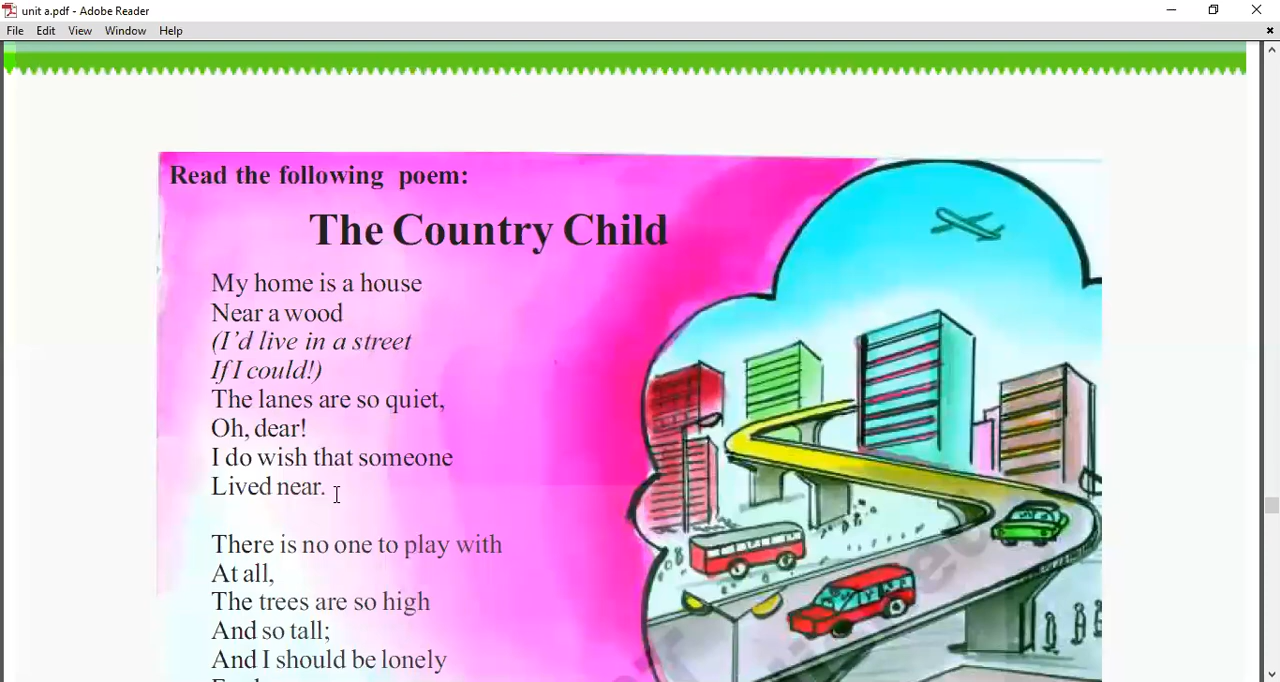 unit a.pdf - Adobe Reader
File Edit View Window Help
Read the following poem:
The Country Child
My home is a house
Near a wood
(I'd live in a street
If I could!)
The lanes are so quiet,
Oh, dear!
I do wish that someone
Lived near.
There is no one to play with
At all,
The trees are so high
And so tall;
And I should be lonely